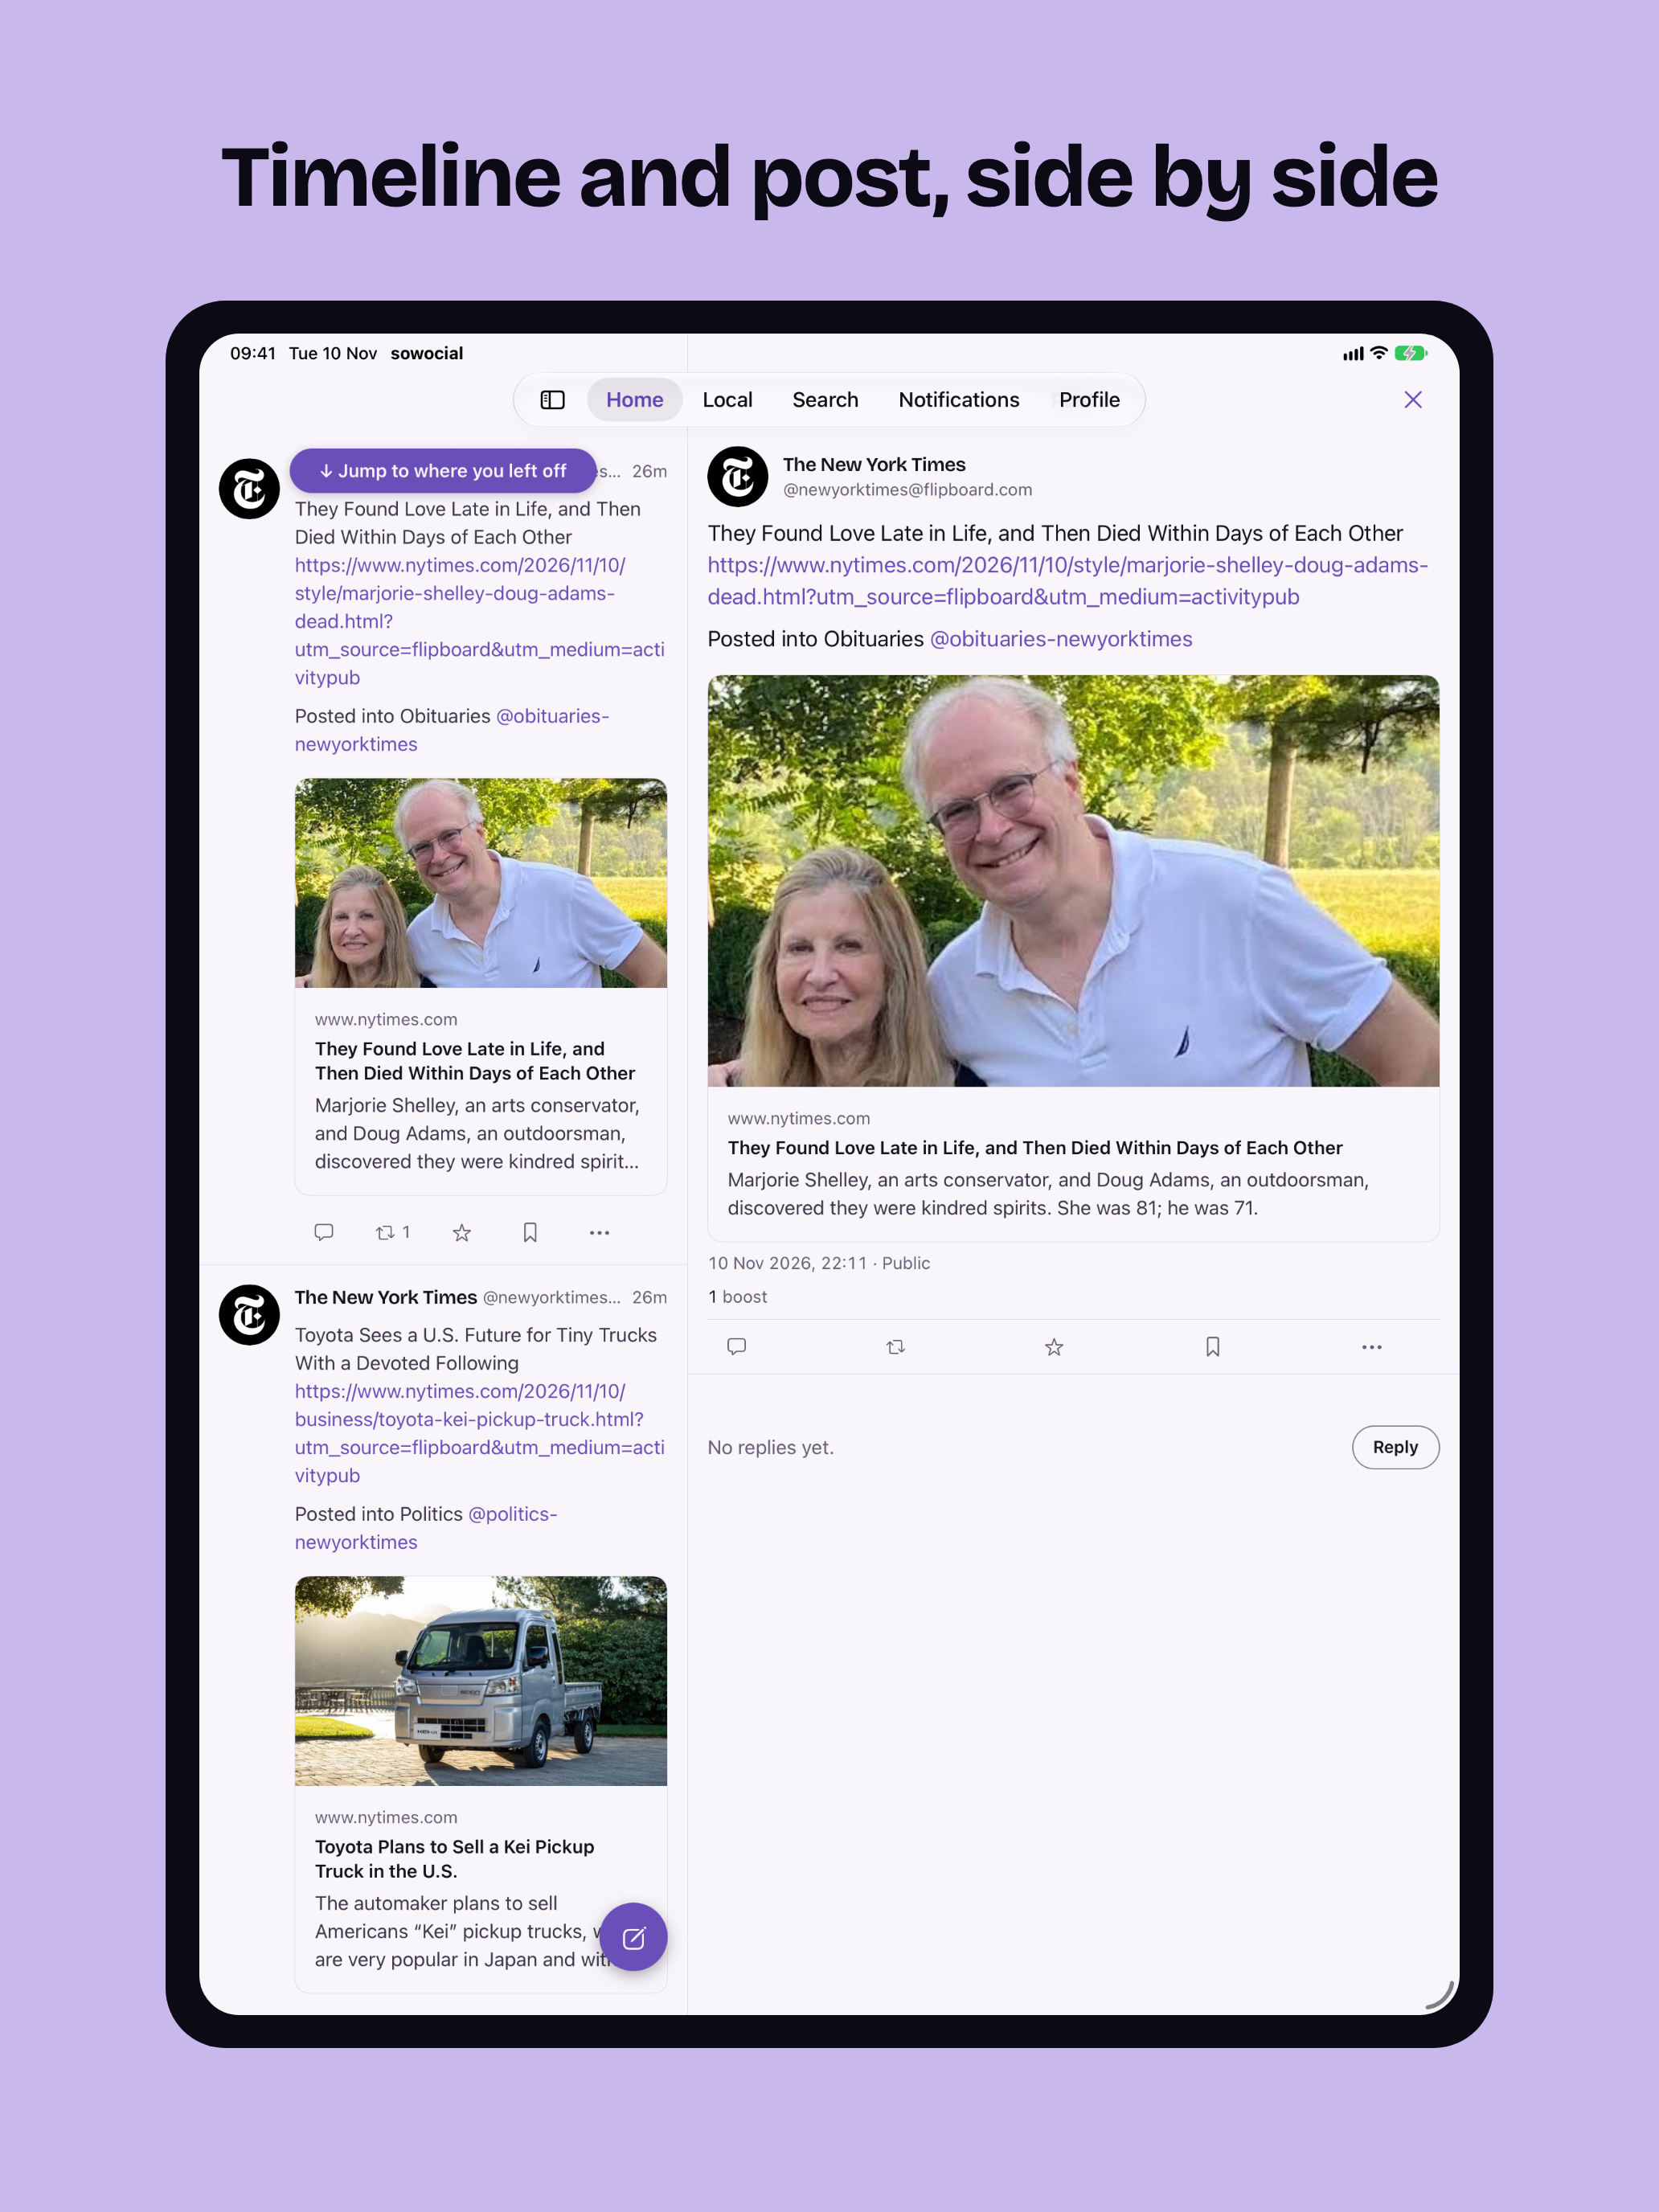 Timeline and post, side by side
09:41 Tue 10 Nov sowocial
Home Local Search Notifications Profile
↓ Jump to where you left off
s... 26m
They Found Love Late in Life, and Then
Died Within Days of Each Other
https://www.nytimes.com/2026/11/10/
style/marjorie-shelley-doug-adams-
dead.html?
utm_source=flipboard&utm_medium=acti
vitypub
Posted into Obituaries @obituaries-
newyorktimes
www.nytimes.com
They Found Love Late in Life, and
Then Died Within Days of Each Other
Marjorie Shelley, an arts conservator,
and Doug Adams, an outdoorsman,
discovered they were kindred spirit...
1
The New York Times @newyorktimes... 26m
Toyota Sees a U.S. Future for Tiny Trucks
With a Devoted Following
https://www.nytimes.com/2026/11/10/
business/toyota-kei-pickup-truck.html?
utm_source=flipboard&utm_medium=acti
vitypub
Posted into Politics @politics-
newyorktimes
www.nytimes.com
Toyota Plans to Sell a Kei Pickup
Truck in the U.S.
The automaker plans to sell
Americans “Kei” pickup trucks,
are very popular in Japan and
The New York Times
@newyorktimes@flipboard.com
They Found Love Late in Life, and Then Died Within Days of Each Other
https://www.nytimes.com/2026/11/10/style/marjorie-shelley-doug-adams-
dead.html?utm_source=flipboard&utm_medium=activitypub
Posted into Obituaries @obituaries-newyorktimes
www.nytimes.com
They Found Love Late in Life, and Then Died Within Days of Each Other
Marjorie Shelley, an arts conservator, and Doug Adams, an outdoorsman,
discovered they were kindred spirits. She was 81; he was 71.
10 Nov 2026, 22:11 · Public
1 boost
No replies yet.
Reply